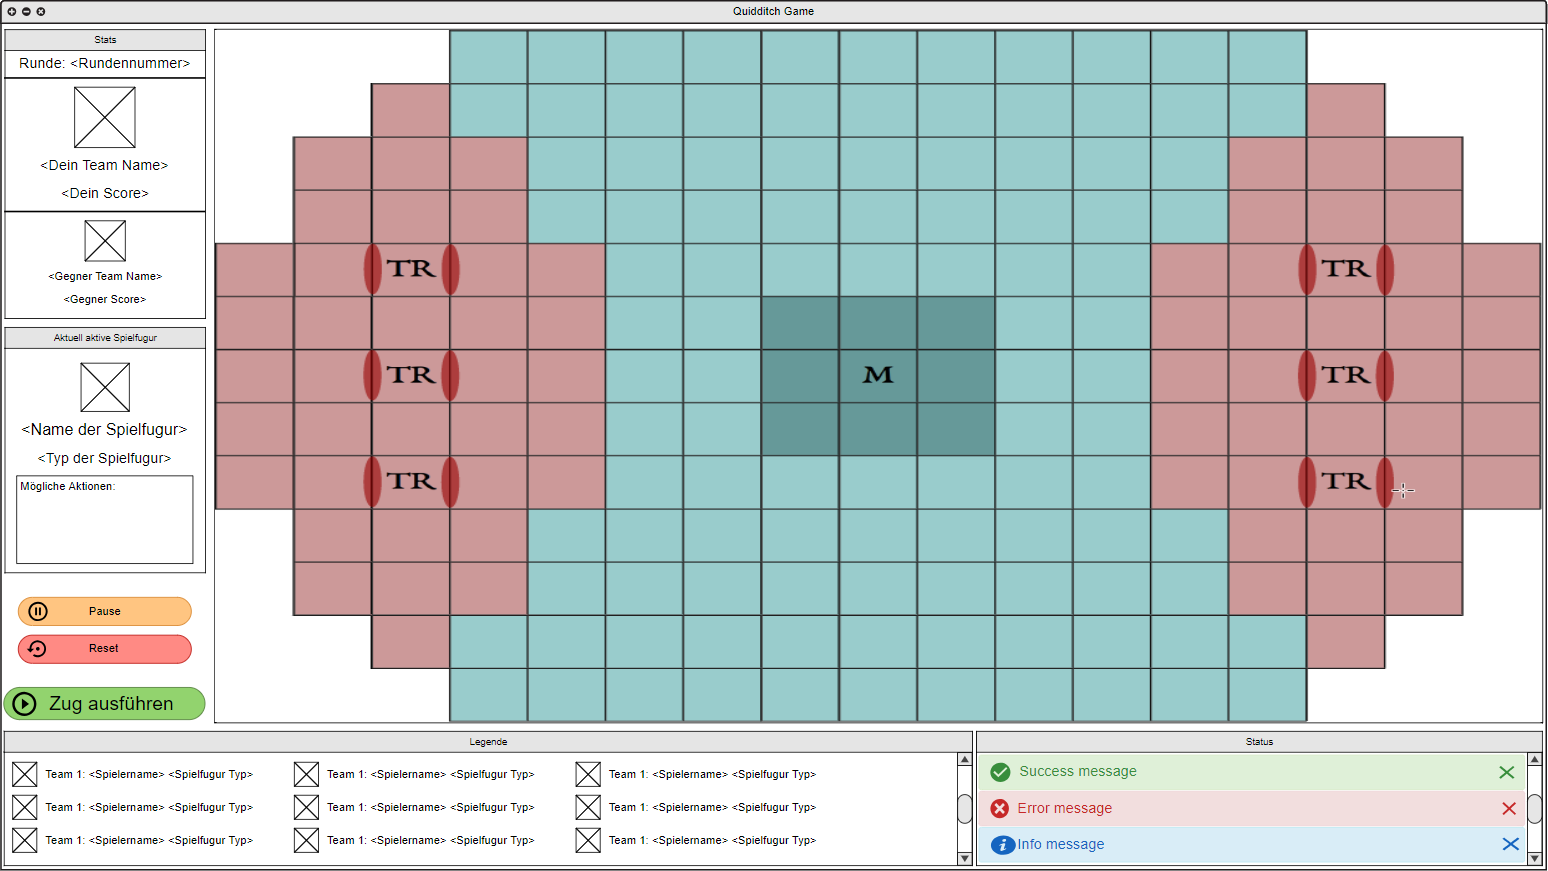 Quidditch Game
Stats
Runde: <Rundennummer>
<Dein Team Name>
<Dein Score>
<Gegner Team Name>
<Gegner Score>
Aktuell aktive Spielfugur
<Name der Spielfugur>
<Typ der Spielfugur>
Mögliche Aktionen:
Pause
Reset
Zug ausführen
TR TR
TR M TR
TR TR
Legende
Team 1: <Spielername> <Spielfugur Typ> Team 1: <Spielername> <Spielfugur Typ> Team 1: <Spielername> <Spielfugur Typ>
Team 1: <Spielername> <Spielfugur Typ> Team 1: <Spielername> <Spielfugur Typ> Team 1: <Spielername> <Spielfugur Typ>
Team 1: <Spielername> <Spielfugur Typ> Team 1: <Spielername> <Spielfugur Typ> Team 1: <Spielername> <Spielfugur Typ>
Status
Success message
Error message
Info message